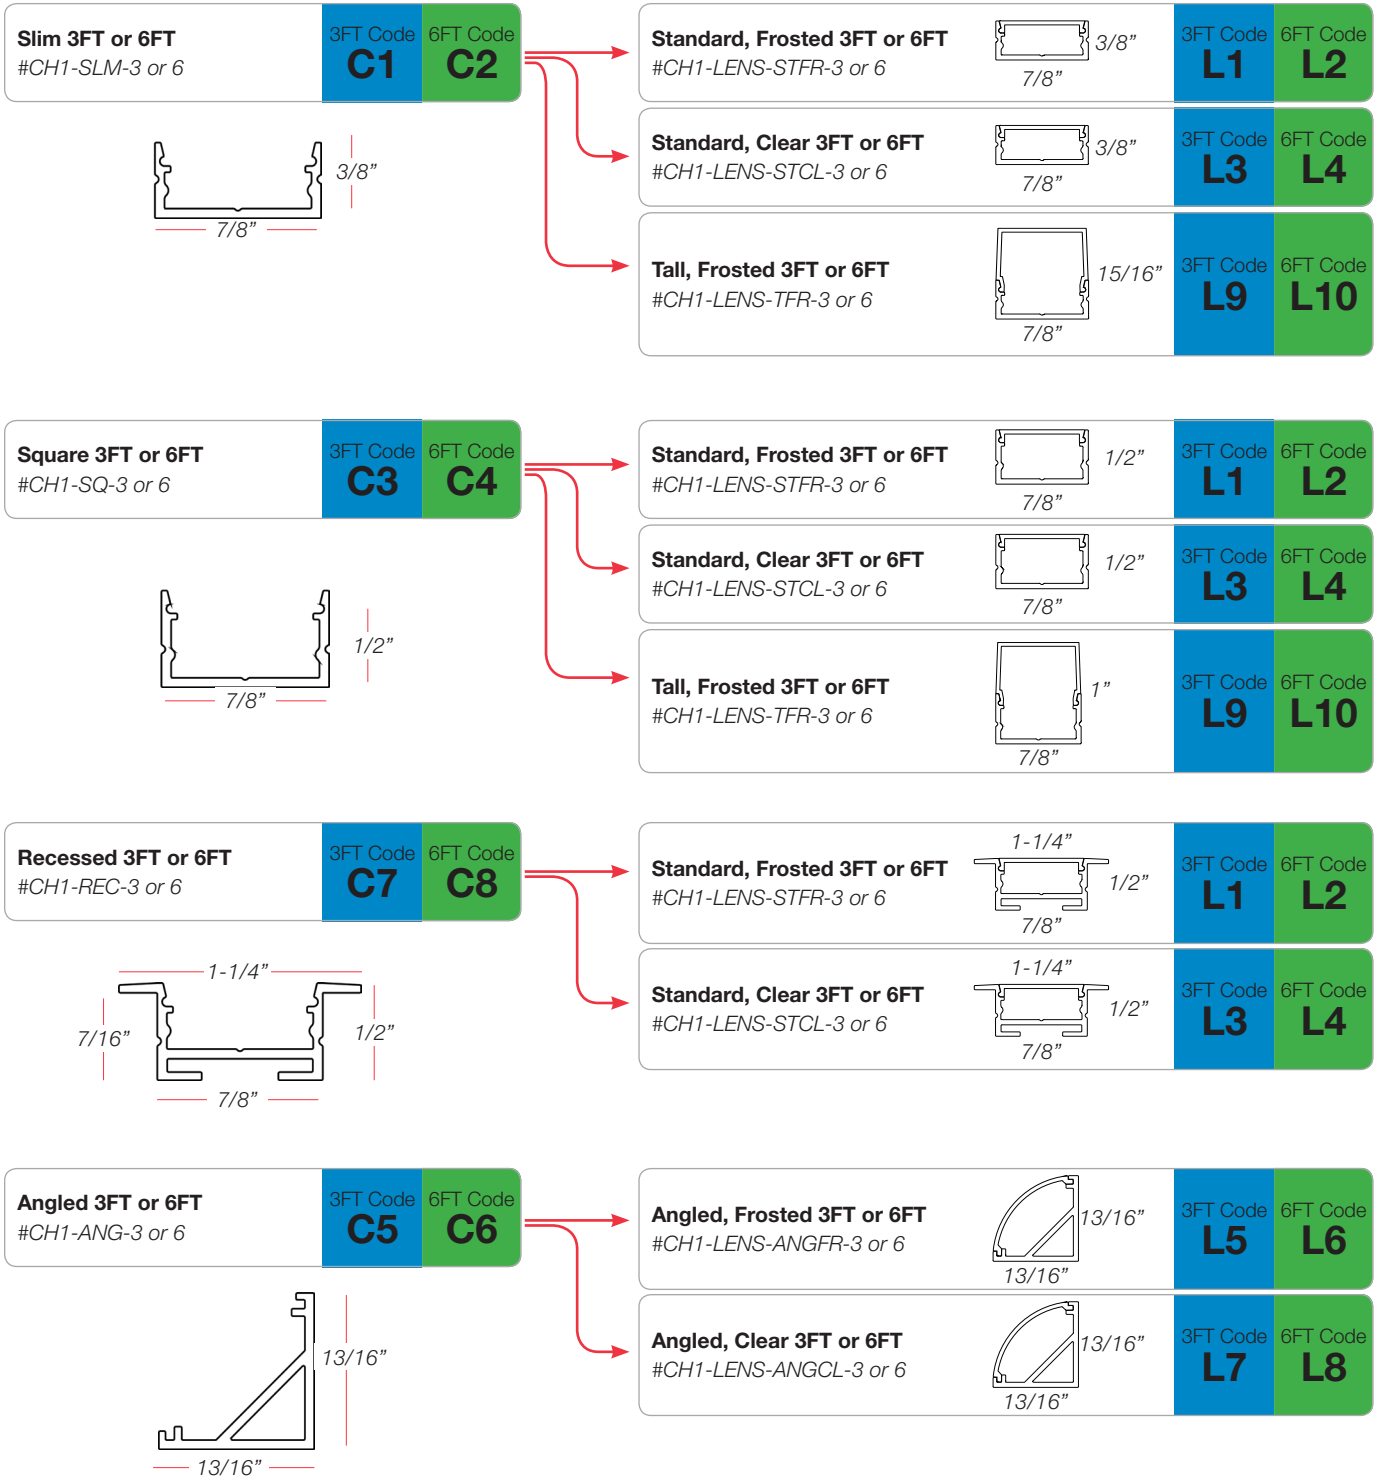 Slim 3FT or 6FT
#CH1-SLM-3 or 6
3FT Code
C1
6FT Code
C2
3/8”
7/8”
Standard, Frosted 3FT or 6FT
#CH1-LENS-STFR-3 or 6
3/8”
7/8”
3FT Code
L1
6FT Code
L2
Standard, Clear 3FT or 6FT
#CH1-LENS-STCL-3 or 6
3/8”
7/8”
3FT Code
L3
6FT Code
L4
Tall, Frosted 3FT or 6FT
#CH1-LENS-TFR-3 or 6
15/16”
7/8”
3FT Code
L9
6FT Code
L10
Square 3FT or 6FT
#CH1-SQ-3 or 6
3FT Code
C3
6FT Code
C4
1/2”
7/8”
Standard, Frosted 3FT or 6FT
#CH1-LENS-STFR-3 or 6
1/2”
7/8”
3FT Code
L1
6FT Code
L2
Standard, Clear 3FT or 6FT
#CH1-LENS-STCL-3 or 6
1/2”
7/8”
3FT Code
L3
6FT Code
L4
Tall, Frosted 3FT or 6FT
#CH1-LENS-TFR-3 or 6
1”
7/8”
3FT Code
L9
6FT Code
L10
Recessed 3FT or 6FT
#CH1-REC-3 or 6
3FT Code
C7
6FT Code
C8
1-1/4”
7/16”
1/2”
7/8”
Standard, Frosted 3FT or 6FT
#CH1-LENS-STFR-3 or 6
1-1/4”
1/2”
7/8”
3FT Code
L1
6FT Code
L2
Standard, Clear 3FT or 6FT
#CH1-LENS-STCL-3 or 6
1-1/4”
1/2”
7/8”
3FT Code
L3
6FT Code
L4
Angled 3FT or 6FT
#CH1-ANG-3 or 6
3FT Code
C5
6FT Code
C6
13/16”
13/16”
Angled, Frosted 3FT or 6FT
#CH1-LENS-ANGFR-3 or 6
13/16”
13/16”
3FT Code
L5
6FT Code
L6
Angled, Clear 3FT or 6FT
#CH1-LENS-ANGCL-3 or 6
13/16”
13/16”
3FT Code
L7
6FT Code
L8